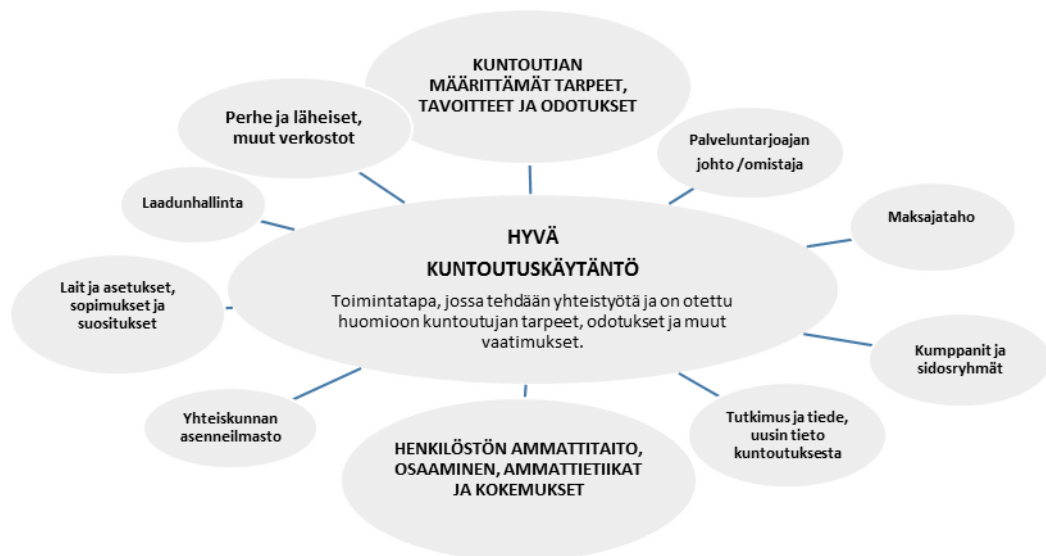 KUNTOUTJAN
MÄÄRITTÄMÄT TARPEET,
TAVOITTEET JA ODOTUKSET
Perhe ja läheiset,
muut verkostot
Palveluntarjoajan
johto /omistaja
Laadunhallinta
Maksajataho
HYVÄ
KUNTOUTUSKÄYTÄNTÖ
Toimintatapa, jossa tehdään yhteistyötä ja on otettu
huomioon kuntoutujan tarpeet, odotukset ja muut
vaatimukset.
Lait ja asetukset,
sopimukset ja
suositukset
Kumppanit ja
sidosryhmät
Yhteiskunnan
asenneilmasto
HENKILÖSTÖN AMMATTITAITO,
OSAAMINEN, AMMATTIETIIKAT
JA KOKEMUKSET
Tutkimus ja tiede,
uusin tieto
kuntoutuksesta